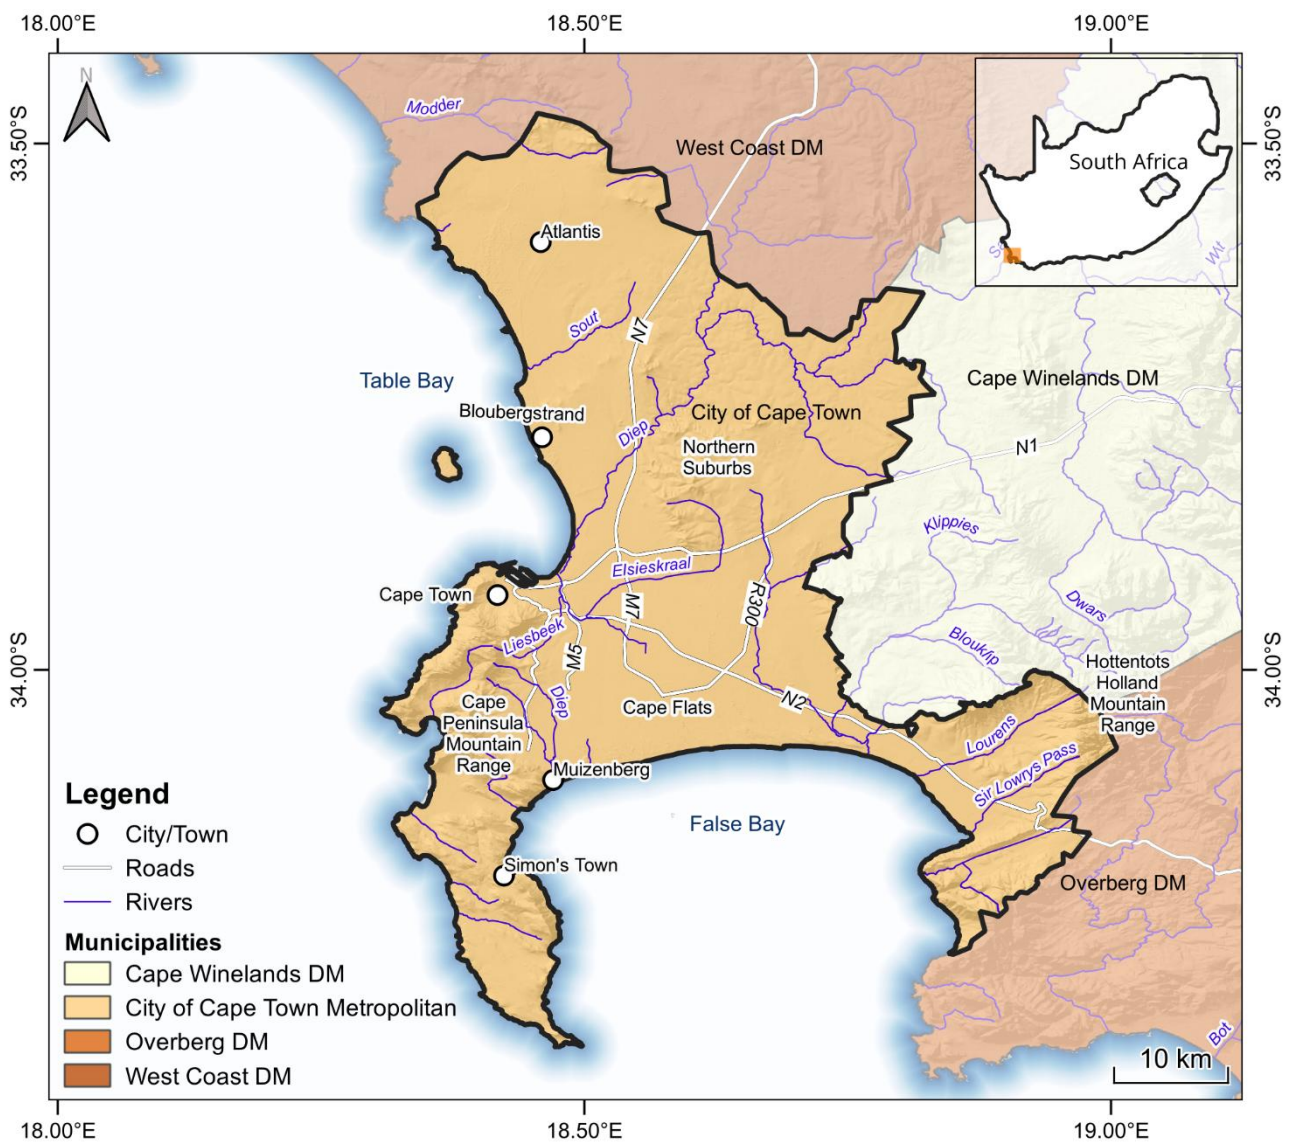 18.00°E
18.50°E
19.00°E
N
Modder
33.50°S
West Coast DM
33.50°S
South Africa
Wit
Atlantis
Sout
N7
Table Bay
Cape Winelands DM
Bloubergstrand
City of Cape Town
Diep
Northern
Suburbs
N1
Klippies
Elsieskraal
Cape Town
M7
R300
Dwars
Liesbeek
M5
Bloukip
34.00°S
Hottentots
Holland
Mountain
Range
34.00°S
Cape
Peninsula
Mountain
Range
Diep
Cape Flats
N2
Lourens
Sir Lowrys Pass
Muizenberg
False Bay
Simon's Town
Overberg DM
Legend
City/Town
Roads
Rivers
Municipalities
Cape Winelands DM
City of Cape Town Metropolitan
Overberg DM
West Coast DM
Bot
10 km
18.00°E
18.50°E
19.00°E